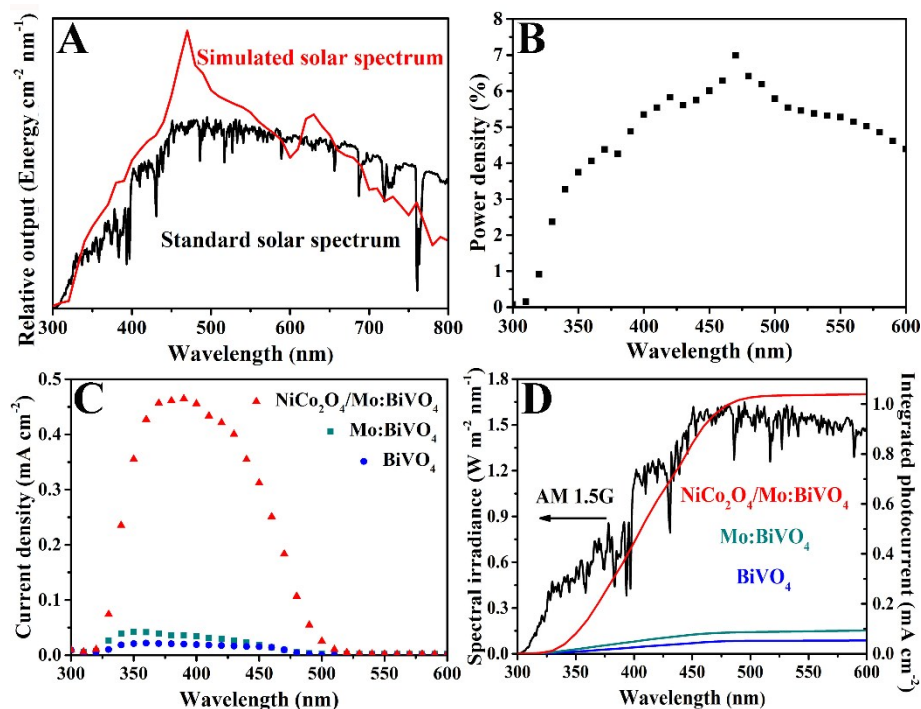 A
Simulated solar spectrum
Standard solar spectrum
Relative output (Energy cm⁻² nm⁻¹)
300 400 500 600 700 800
Wavelength (nm)
B
Power density (%)
8
7
6
5
4
3
2
1
0
300 350 400 450 500 550 600
Wavelength (nm)
C
NiCo₂O₄/Mo:BiVO₄
Mo:BiVO₄
BiVO₄
Current density (mA cm⁻²)
0.5
0.4
0.3
0.2
0.1
0.0
300 350 400 450 500 550 600
Wavelength (nm)
D
AM 1.5G
NiCo₂O₄/Mo:BiVO₄
Mo:BiVO₄
BiVO₄
Spectral irradiance (W m⁻² nm⁻¹)
1.8
1.5
1.2
0.9
0.6
0.3
0.0
Integrated photocurrent (mA cm⁻²)
1.0
0.8
0.6
0.4
0.2
0.0
300 350 400 450 500 550 600
Wavelength (nm)